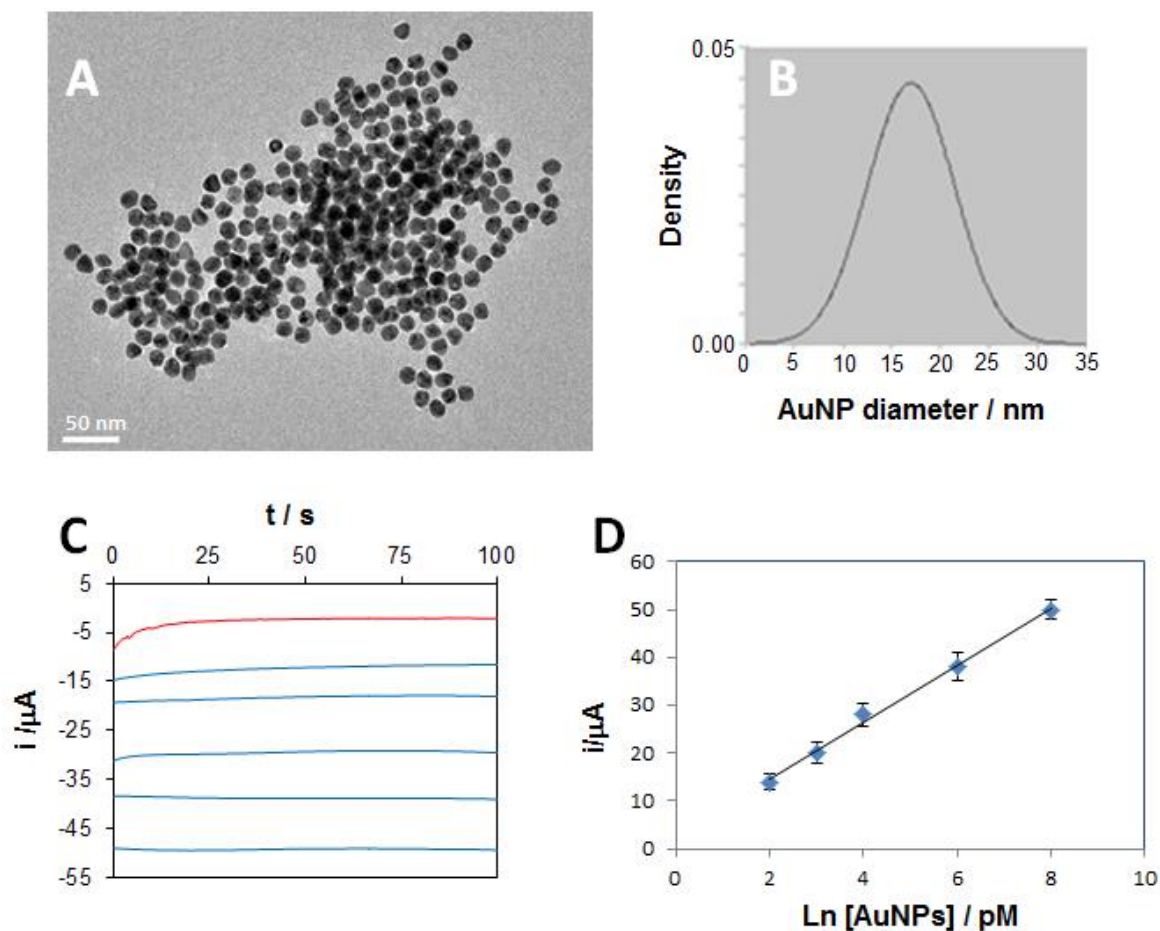 A
50 nm
B
0.05
Density
0.00
0 5 10 15 20 25 30 35
AuNP diameter / nm
C
t / s
0 25 50 75 100
5
-5
-15
-25
-35
-45
-55
i /µA
D
60
50
40
30
20
10
0
i/µA
0 2 4 6 8 10
Ln [AuNPs] / pM